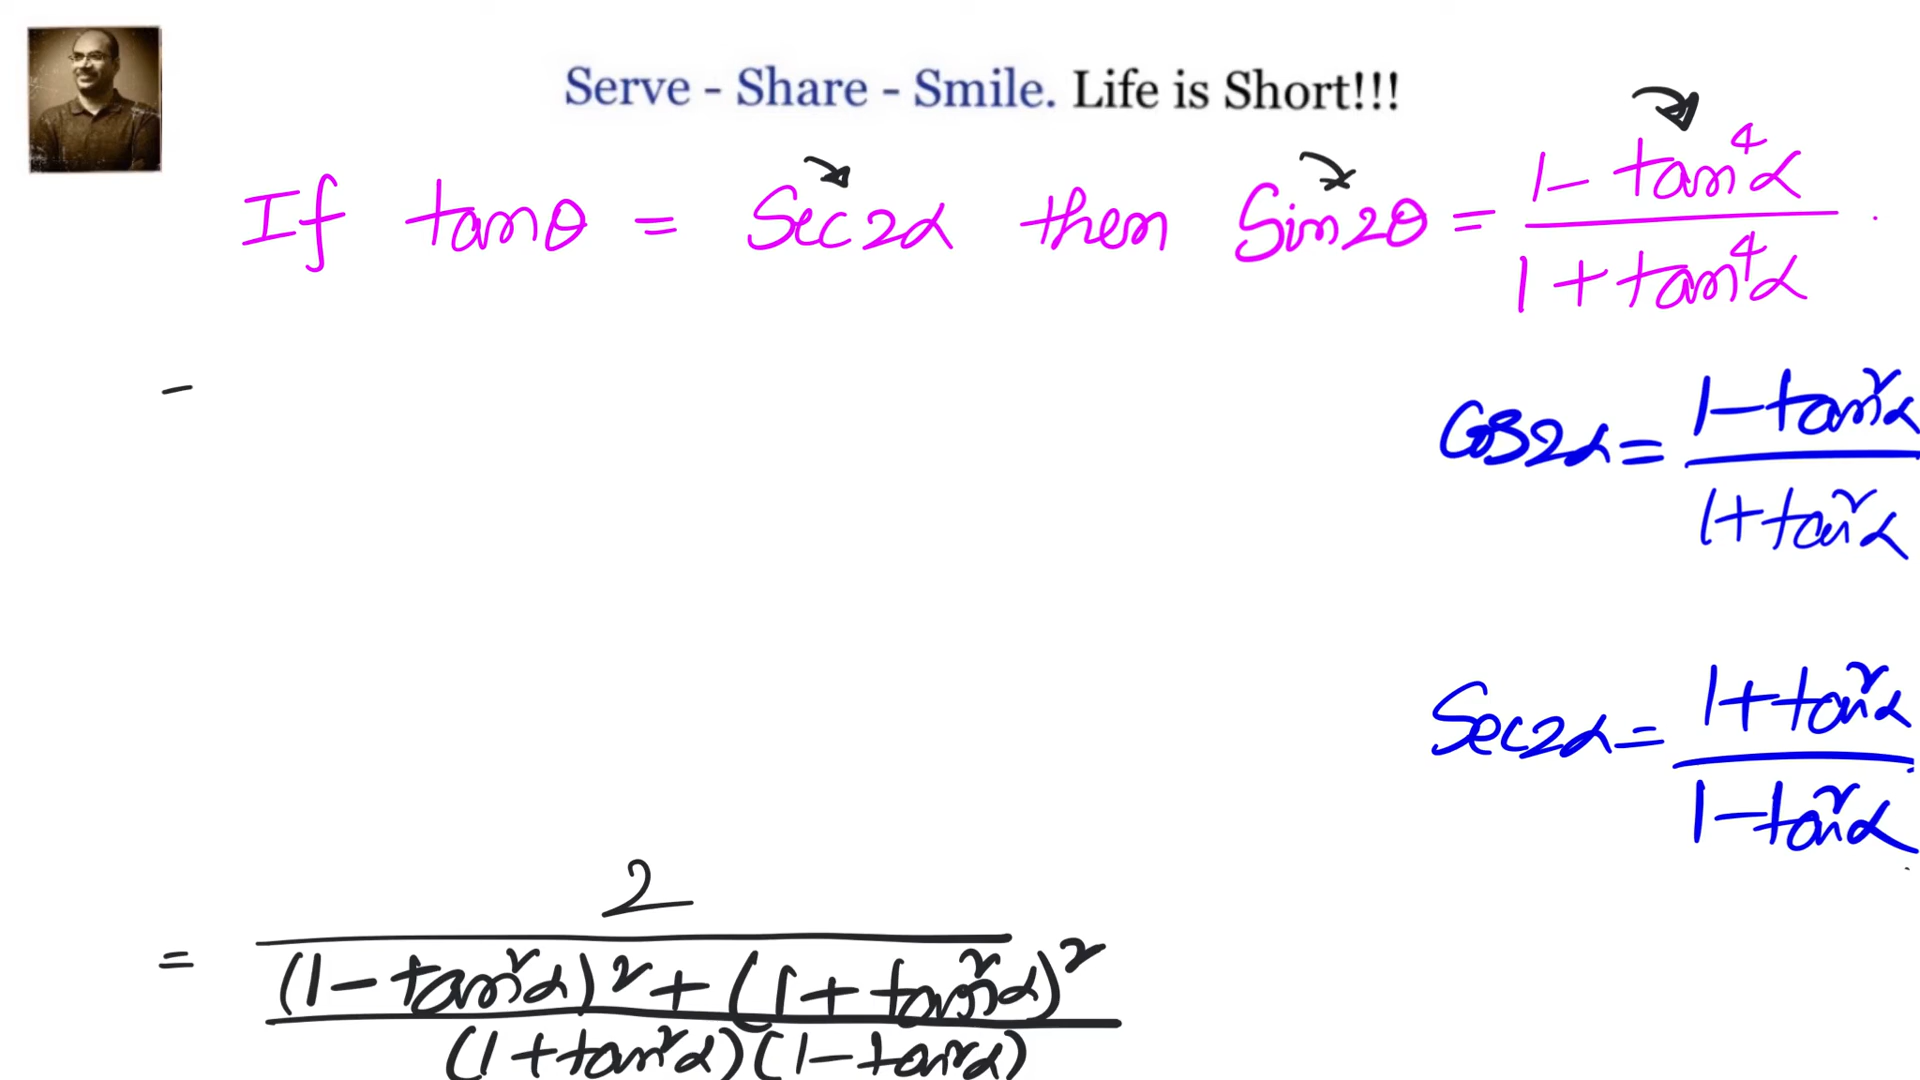 Serve - Share - Smile. Life is Short!!!
If tanθ = Sec2α then Sin2θ = (1 - tan⁴α)/(1 + tan⁴α) .
Cos2α = (1 - tan²α)/(1 + tan²α)
Sec2α = (1 + tan²α)/(1 - tan²α)
= 2/(((1 - tan²α)² + (1 + tan²α)²)/((1 + tan²α)(1 - tan²α)))